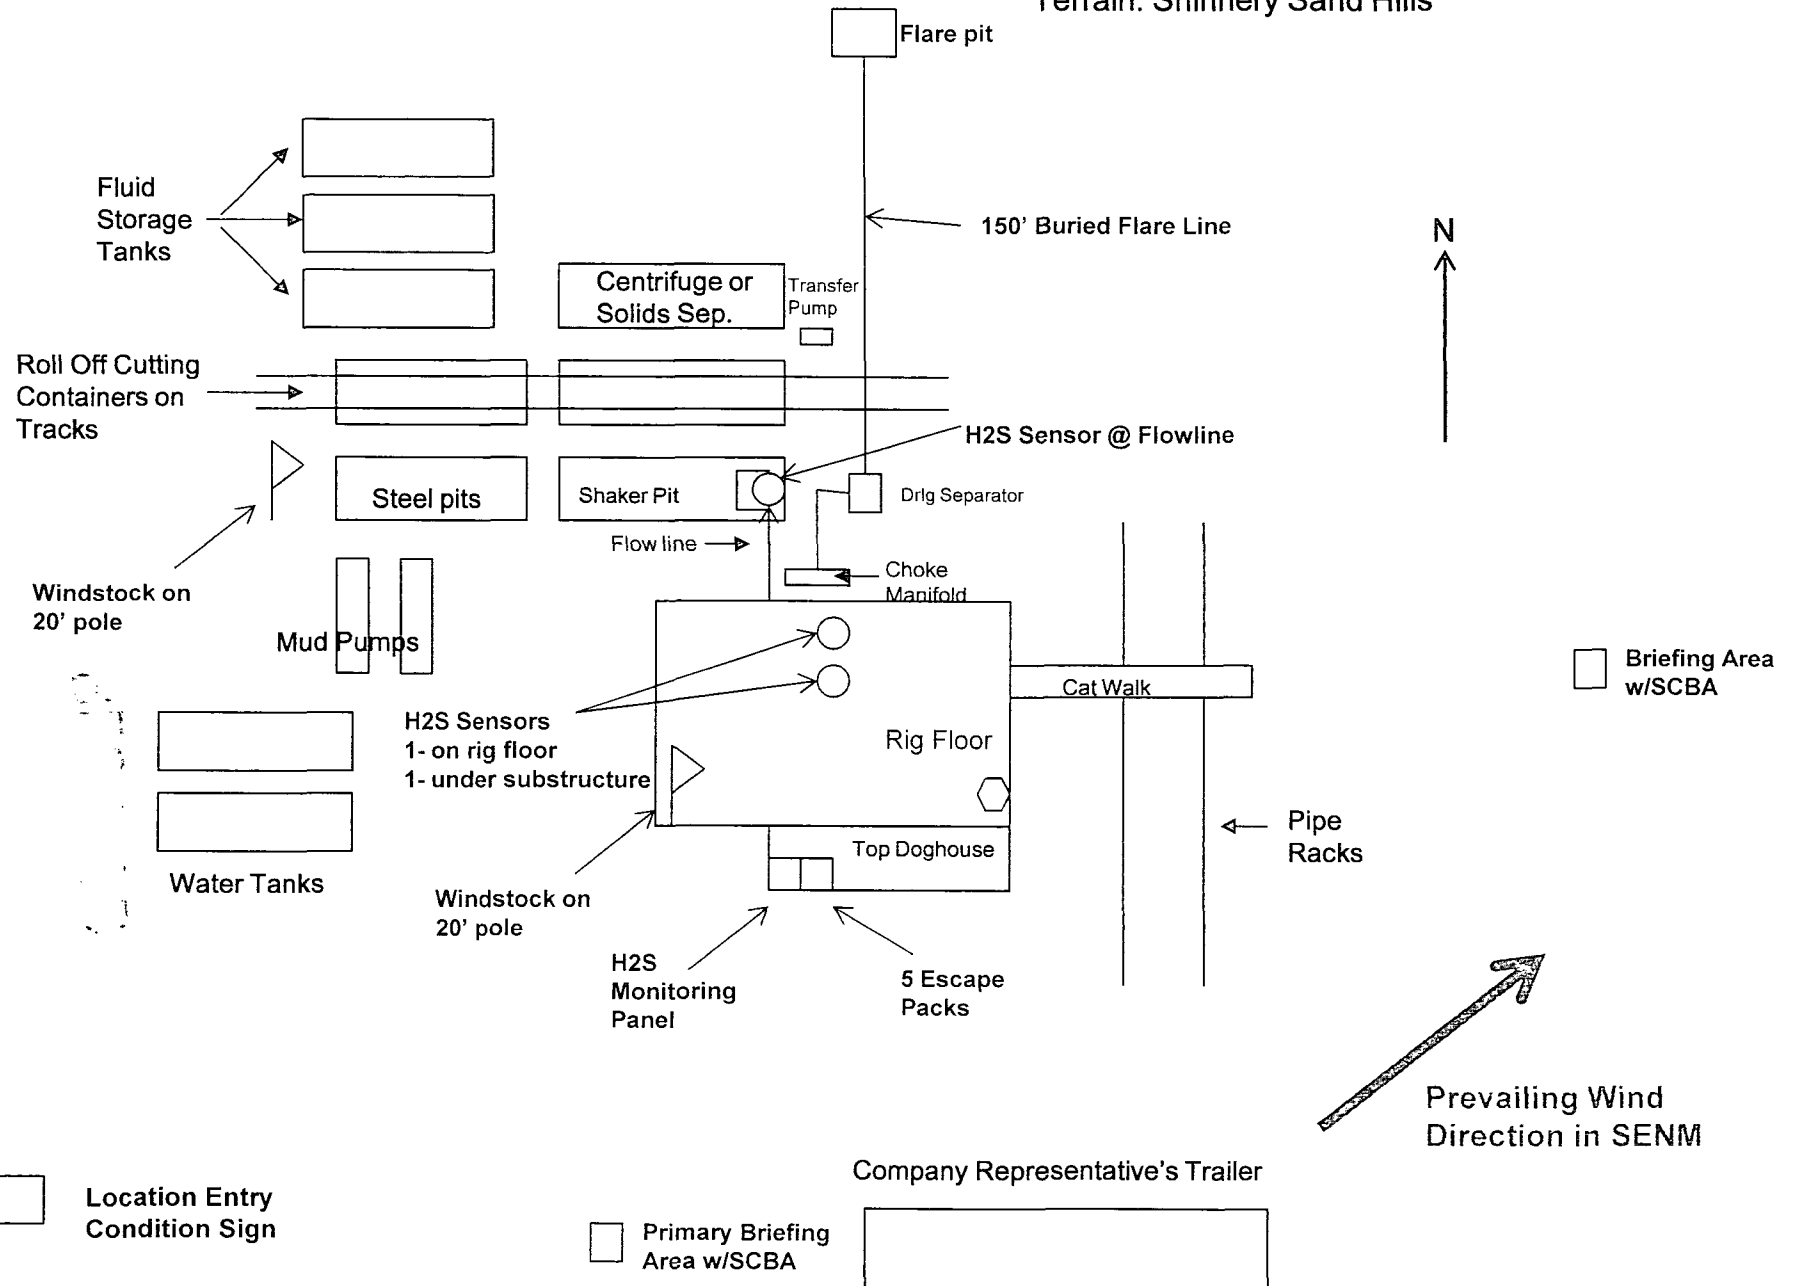 Terrain: Shinnery Sand Hills
Flare pit
Fluid
Storage
Tanks
150' Buried Flare Line
N
Centrifuge or
Solids Sep.
Transfer
Pump
Roll Off Cutting
Containers on
Tracks
H2S Sensor @ Flowline
Steel pits
Shaker Pit
Drlg Separator
Flow line
Choke
Manifold
Windstock on
20' pole
Mud Pumps
Briefing Area
w/SCBA
Cat Walk
H2S Sensors
1- on rig floor
1- under substructure
Rig Floor
Pipe
Racks
Top Doghouse
Water Tanks
Windstock on
20' pole
H2S
Monitoring
Panel
5 Escape
Packs
Prevailing Wind
Direction in SENM
Company Representative's Trailer
Location Entry
Condition Sign
Primary Briefing
Area w/SCBA